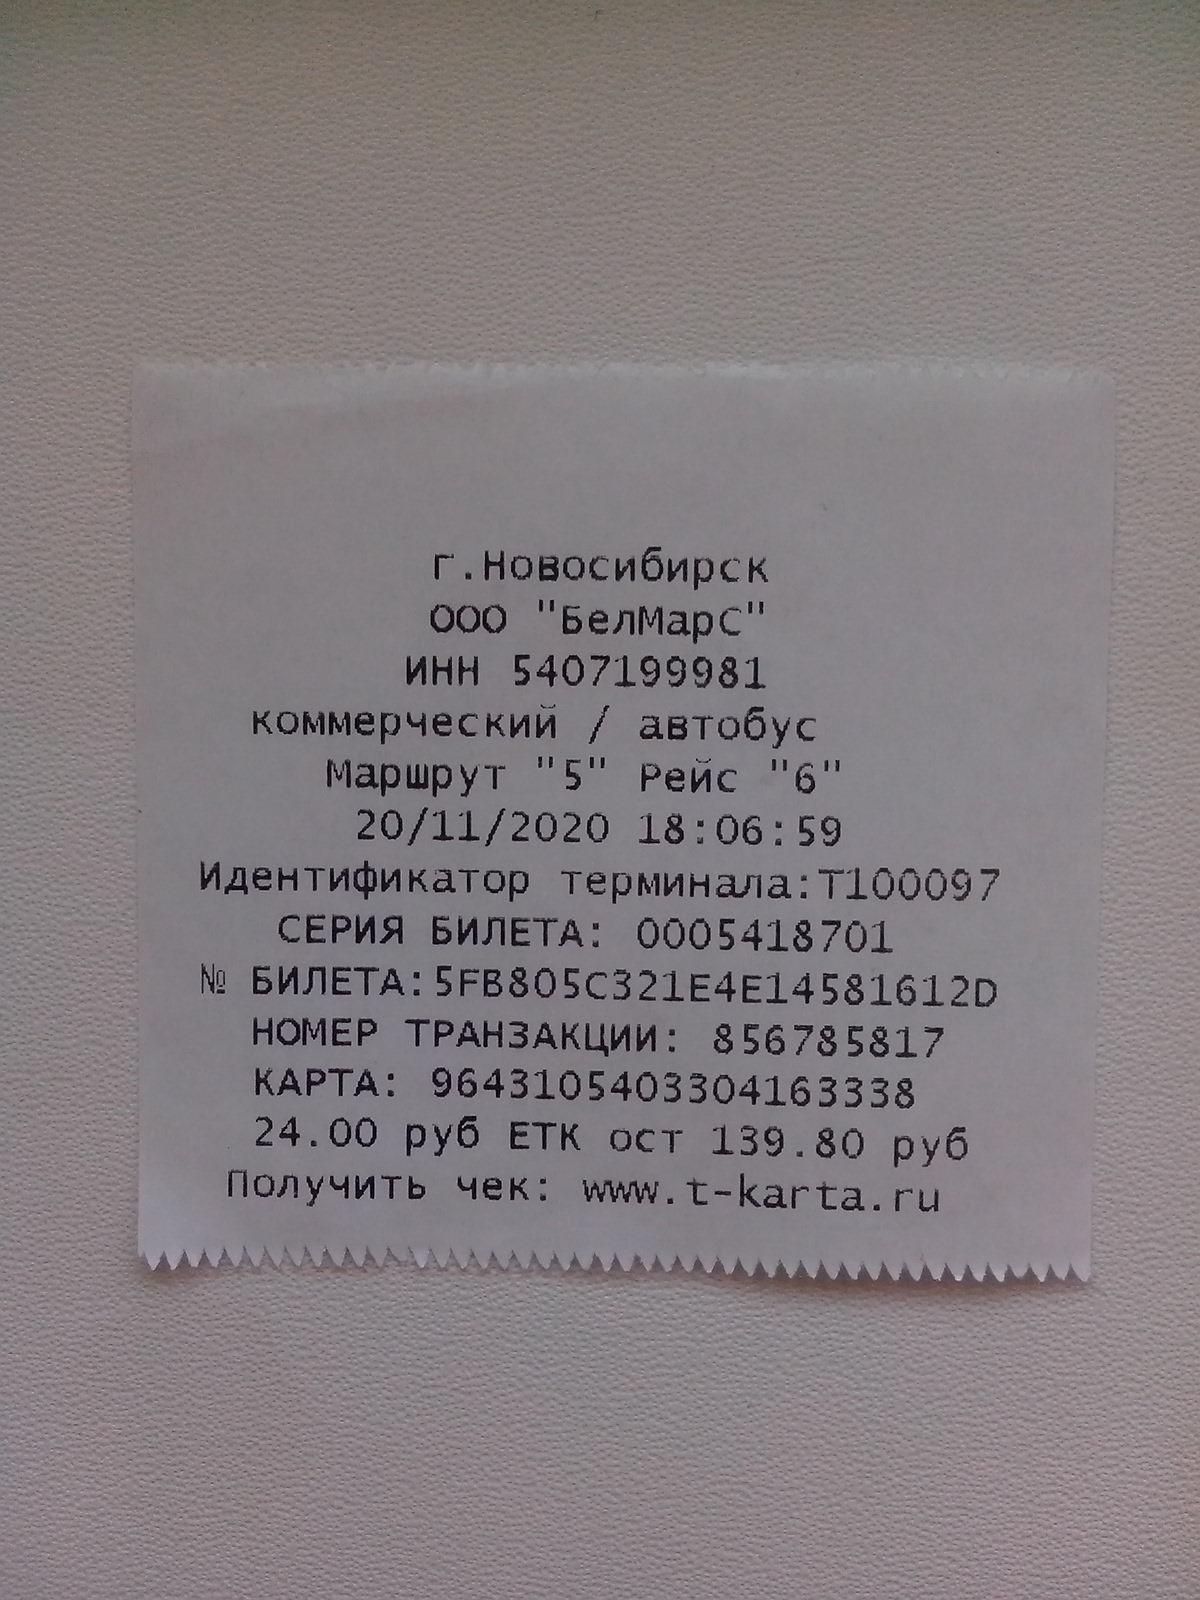 г.Новосибирск
ООО "БелМарС"
ИНН 5407199981
коммерческий / автобус
Маршрут "5" Рейс "6"
20/11/2020 18:06:59
Идентификатор терминала:Т100097
СЕРИЯ БИЛЕТА: 0005418701
№ БИЛЕТА:5FB805C321E4E14581612D
НОМЕР ТРАНЗАКЦИИ: 856785817
КАРТА: 9643105403304163338
24.00 руб ЕТК ост 139.80 руб
Получить чек: www.t-karta.ru